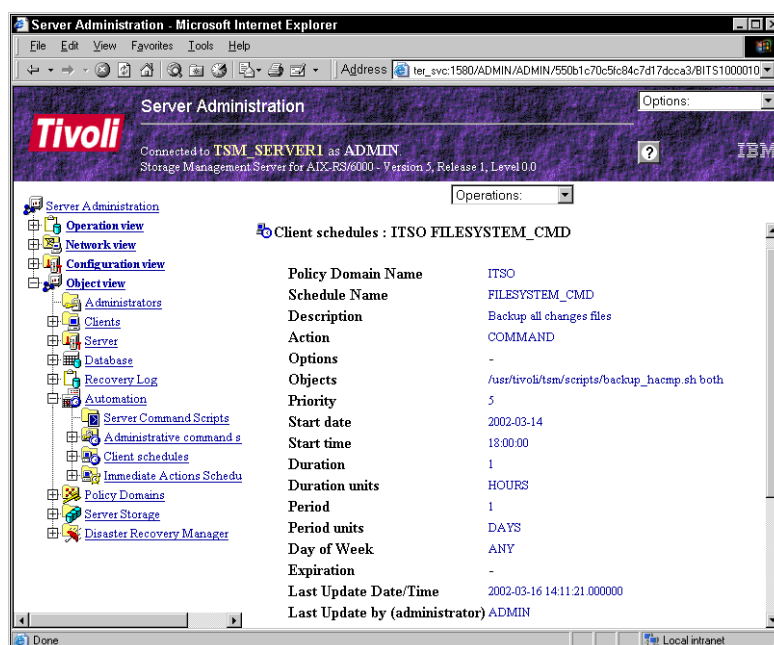 Server Administration - Microsoft Internet Explorer
File Edit View Favorites Tools Help
Address ter_svc:1580/ADMIN/ADMIN/550b1c70c5fc84c7d17dcca3/BITS1000010
Server Administration
Options:
Tivoli
Connected to TSM_SERVER1 as ADMIN
Storage Management Server for AIX-RS/6000 - Version 5, Release 1, Level 0.0
?
IBM
Operations:
Server Administration
Operation view
Network view
Configuration view
Object view
Administrators
Clients
Server
Database
Recovery Log
Automation
Server Command Scripts
Administrative command s
Client schedules
Immediate Actions Schedu
Policy Domains
Server Storage
Disaster Recovery Manager
Client schedules : ITSO FILESYSTEM_CMD
Policy Domain Name ITSO
Schedule Name FILESYSTEM_CMD
Description Backup all changes files
Action COMMAND
Options -
Objects /usr/tivoli/tsm/scripts/backup_hacmp.sh both
Priority 5
Start date 2002-03-14
Start time 18:00:00
Duration 1
Duration units HOURS
Period 1
Period units DAYS
Day of Week ANY
Expiration -
Last Update Date/Time 2002-03-16 14:11:21.000000
Last Update by (administrator) ADMIN
Done
Local intranet